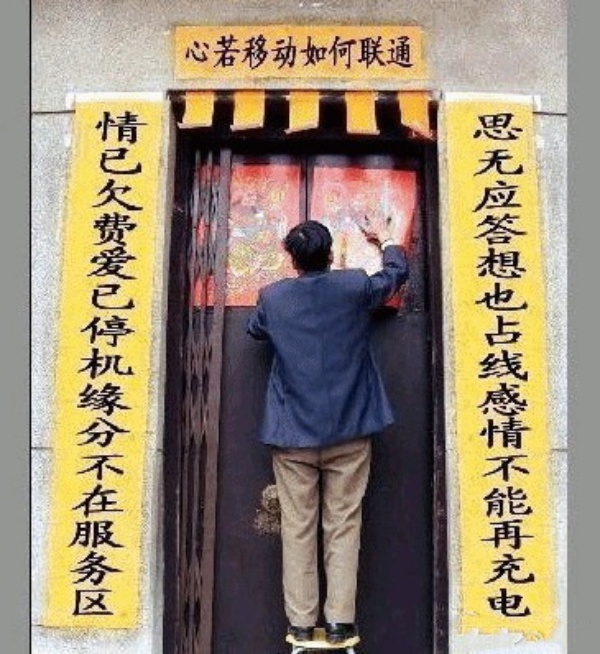 心若移动如何联通
情已欠费爱已停机缘分不在服务区
思无应答想也占线感情不能再充电